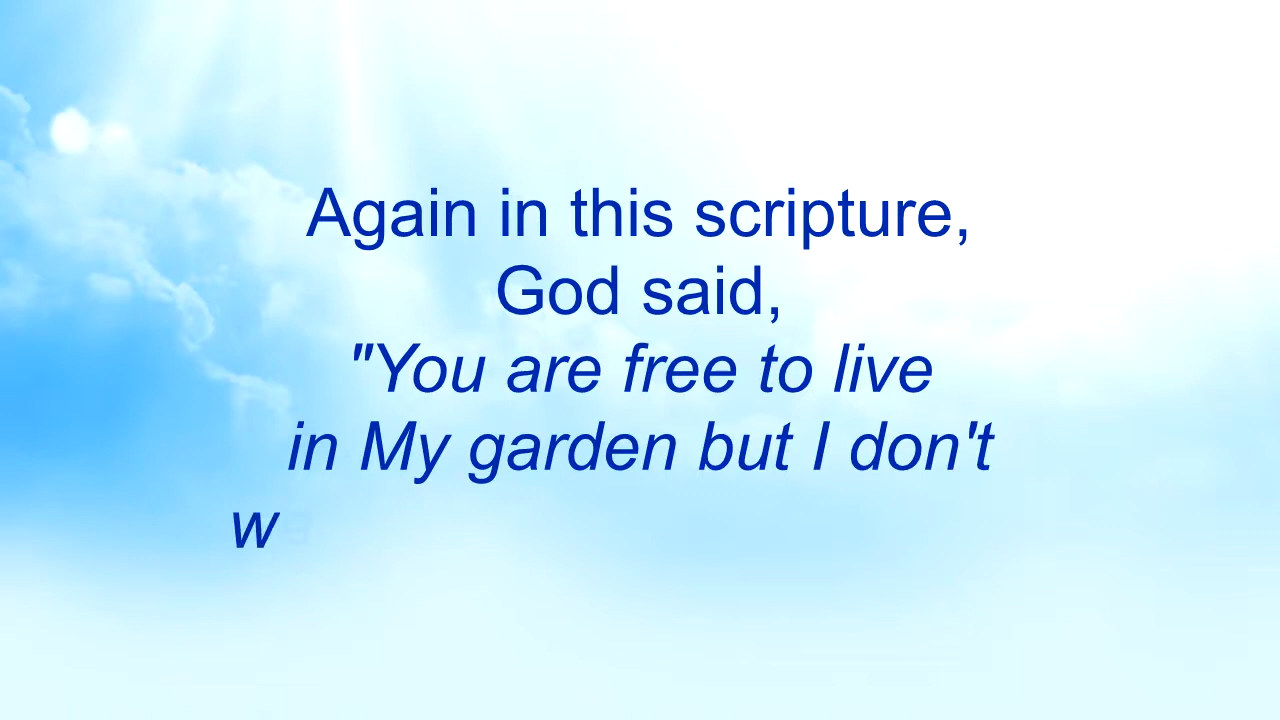 Again in this scripture,
God said,
"You are free to live
in My garden but I don't
w